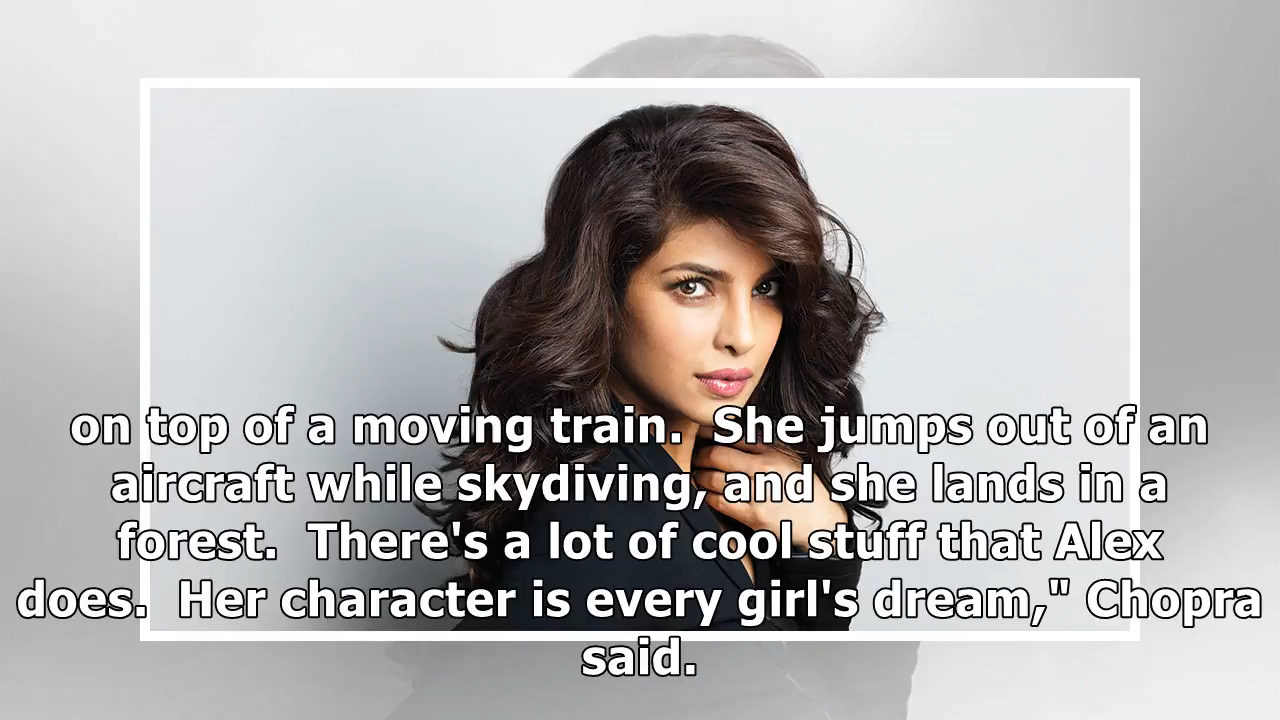 on top of a moving train.  She jumps out of an
aircraft while skydiving, and she lands in a
forest.  There's a lot of cool stuff that Alex
does.  Her character is every girl's dream," Chopra
said.